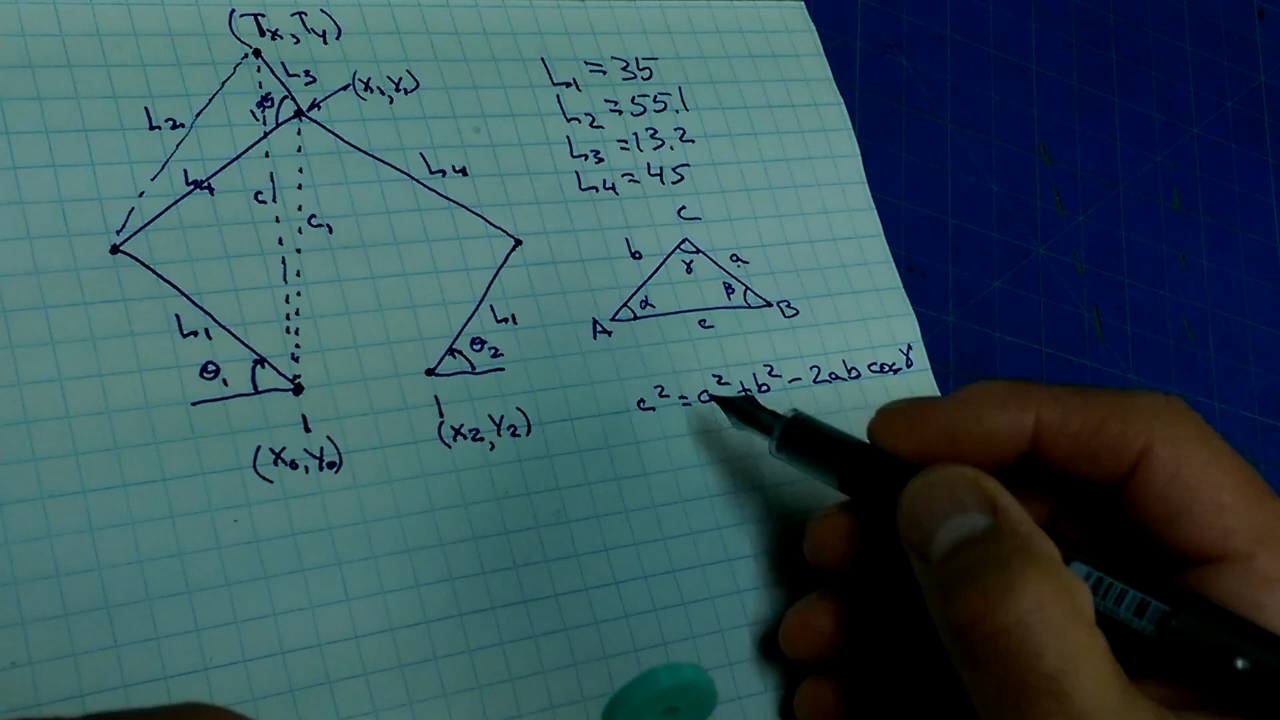 (Tx, Ty)
L3
(X1, Y1)
L2
135
L4
L4
C
C1
L1
θ1
L1
θ2
(X0, Y0)
(X2, Y2)
L1 = 35
L2 = 55.1
L3 = 13.2
L4 = 45
C
b
a
γ
α
β
A
B
c
c² = a² + b² - 2ab cos γ